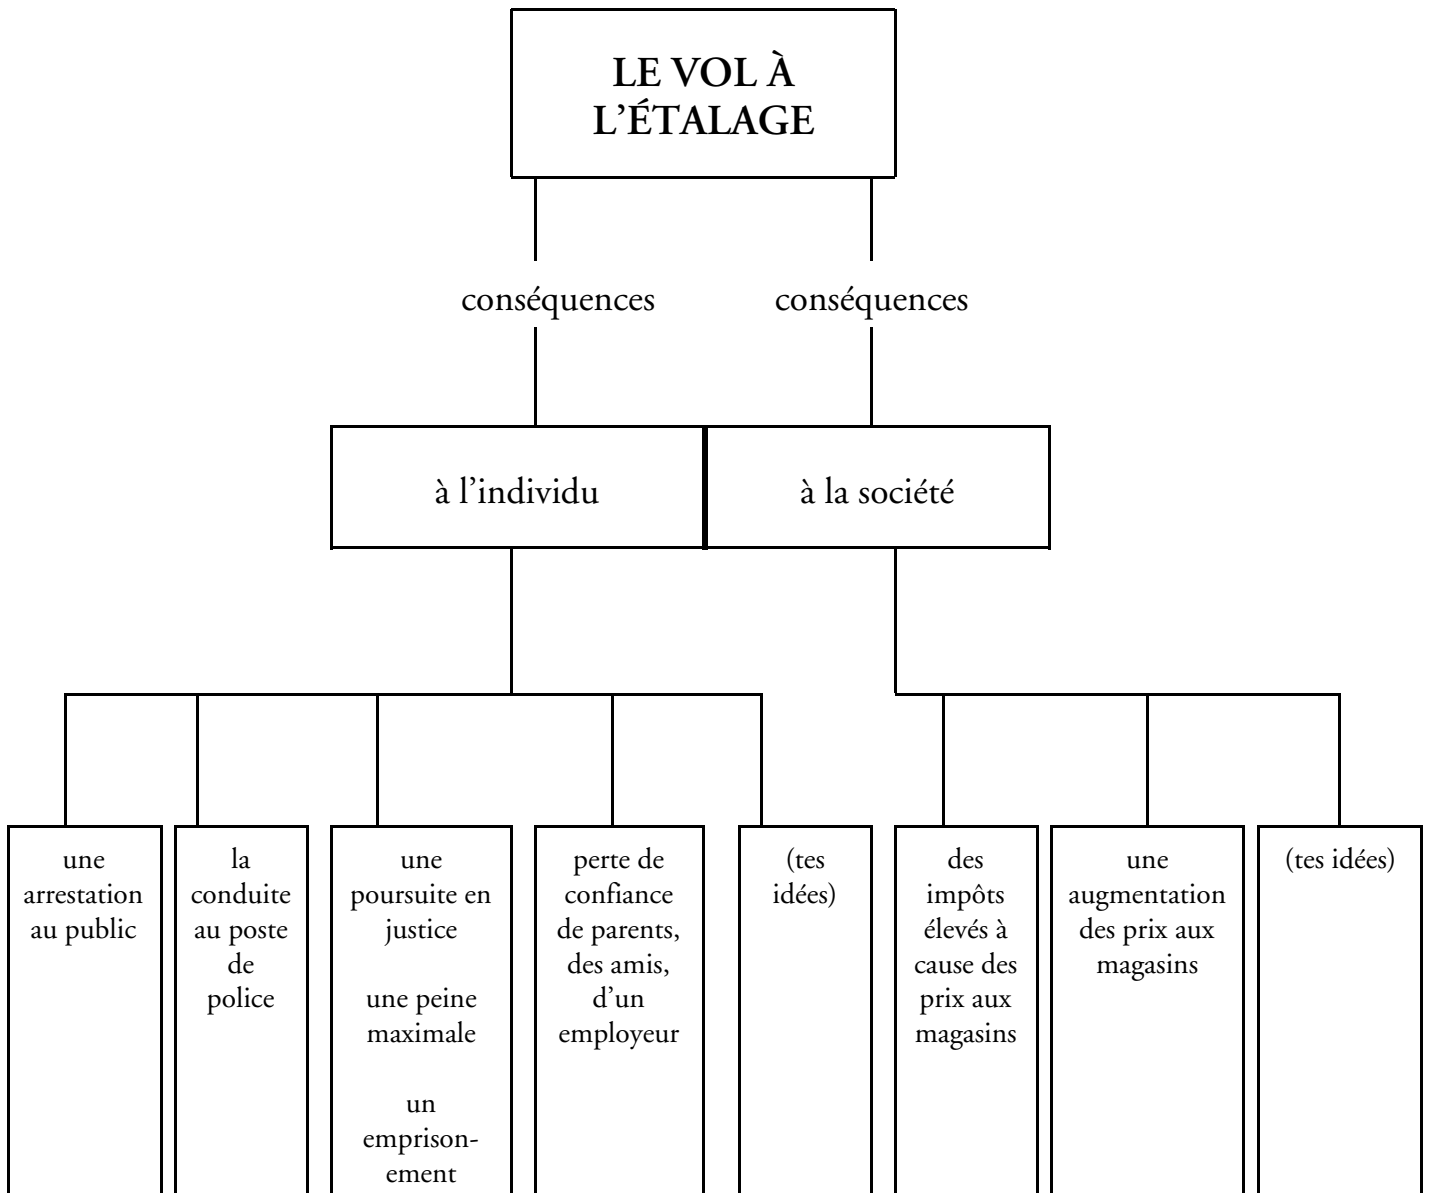 LE VOL À
L’ÉTALAGE
conséquences
conséquences
à l’individu
à la société
une
arrestation
au public
la
conduite
au poste
de
police
une
poursuite en
justice
une peine
maximale
un
emprison-
ement
perte de
confiance
de parents,
des amis,
d’un
employeur
(tes
idées)
des
impôts
élevés à
cause des
prix aux
magasins
une
augmentation
des prix aux
magasins
(tes idées)